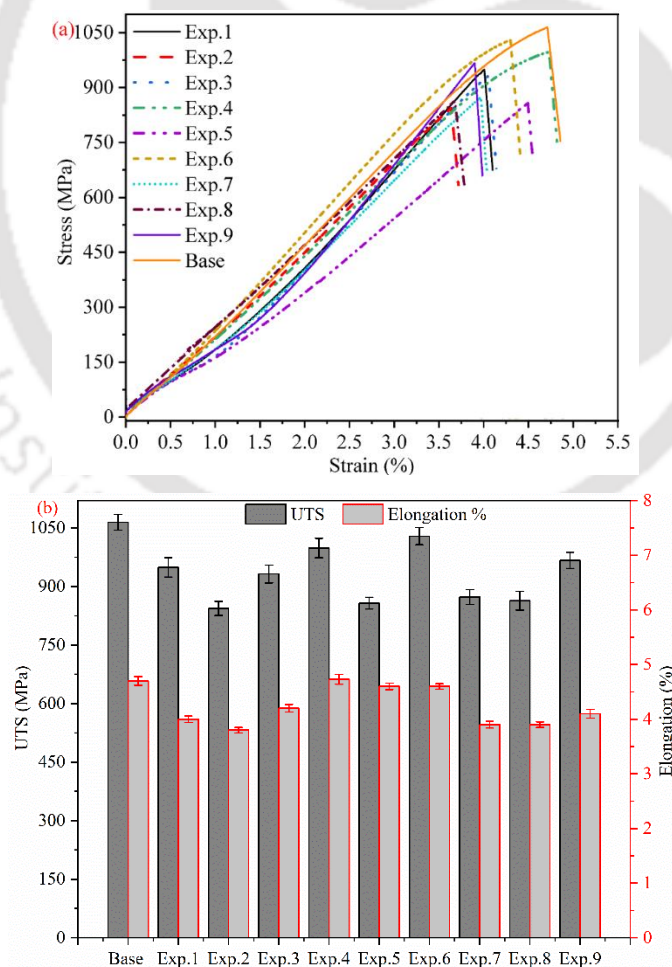 (a)
1050
900
750
600
450
300
150
0
Stress (MPa)
Exp.1
Exp.2
Exp.3
Exp.4
Exp.5
Exp.6
Exp.7
Exp.8
Exp.9
Base
0.0 0.5 1.0 1.5 2.0 2.5 3.0 3.5 4.0 4.5 5.0 5.5
Strain (%)
(b)
UTS Elongation %
1050
900
750
600
450
300
150
0
UTS (MPa)
8
7
6
5
4
3
2
1
0
Elongation (%)
Base Exp.1 Exp.2 Exp.3 Exp.4 Exp.5 Exp.6 Exp.7 Exp.8 Exp.9